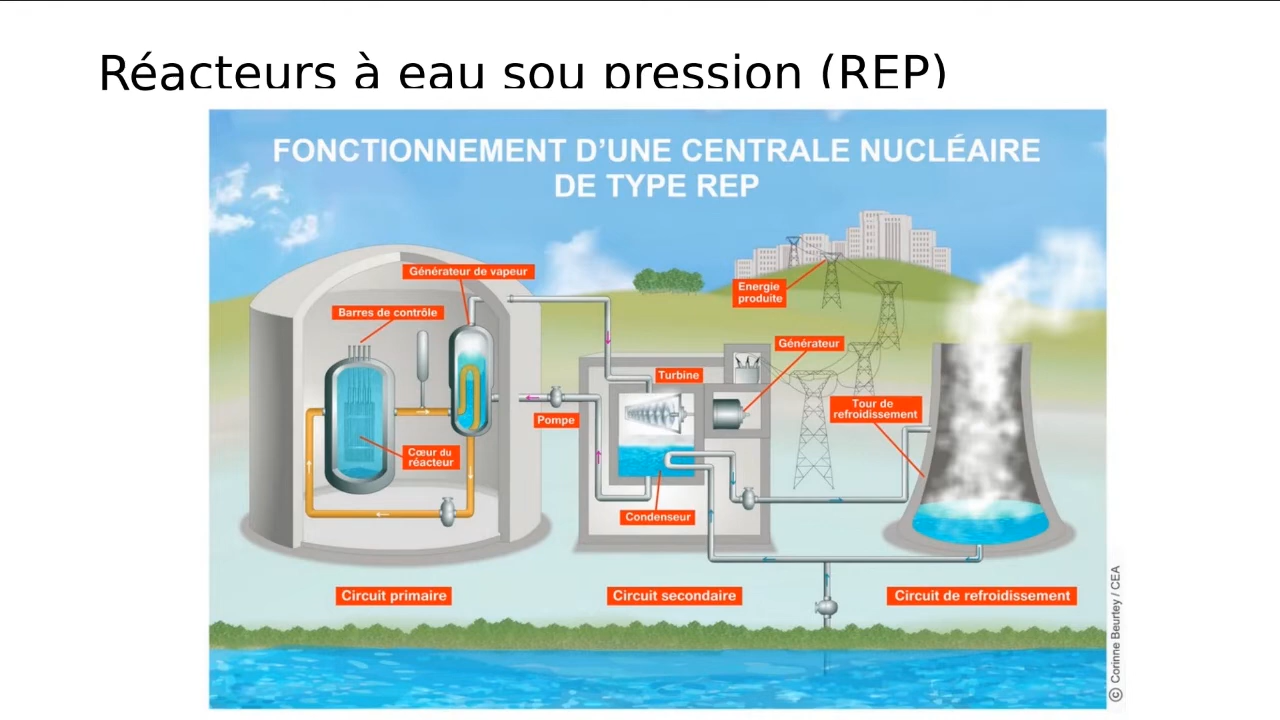 Réacteurs à eau sou pression (REP)
FONCTIONNEMENT D'UNE CENTRALE NUCLÉAIRE
DE TYPE REP
Générateur de vapeur
Barres de contrôle
Energie
produite
Générateur
Turbine
Tour de
refroidissement
Pompe
Cœur du
réacteur
Condenseur
Circuit primaire
Circuit secondaire
Circuit de refroidissement
© Corinne Beurtey / CEA